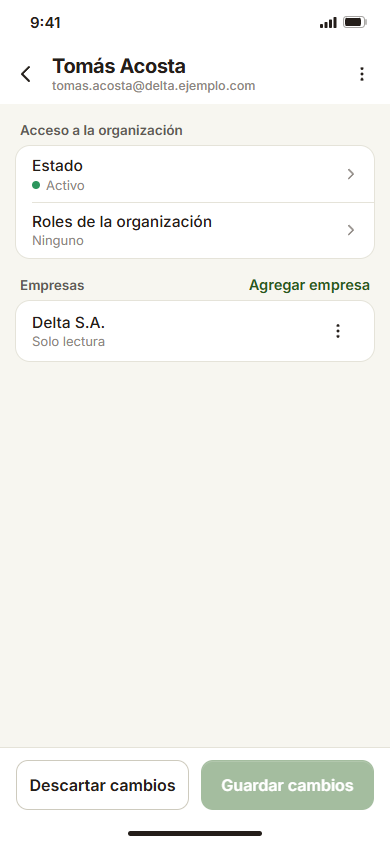 9:41
Tomás Acosta
tomas.acosta@delta.ejemplo.com
Acceso a la organización
Estado
Activo
Roles de la organización
Ninguno
Empresas
Agregar empresa
Delta S.A.
Solo lectura
Descartar cambios
Guardar cambios